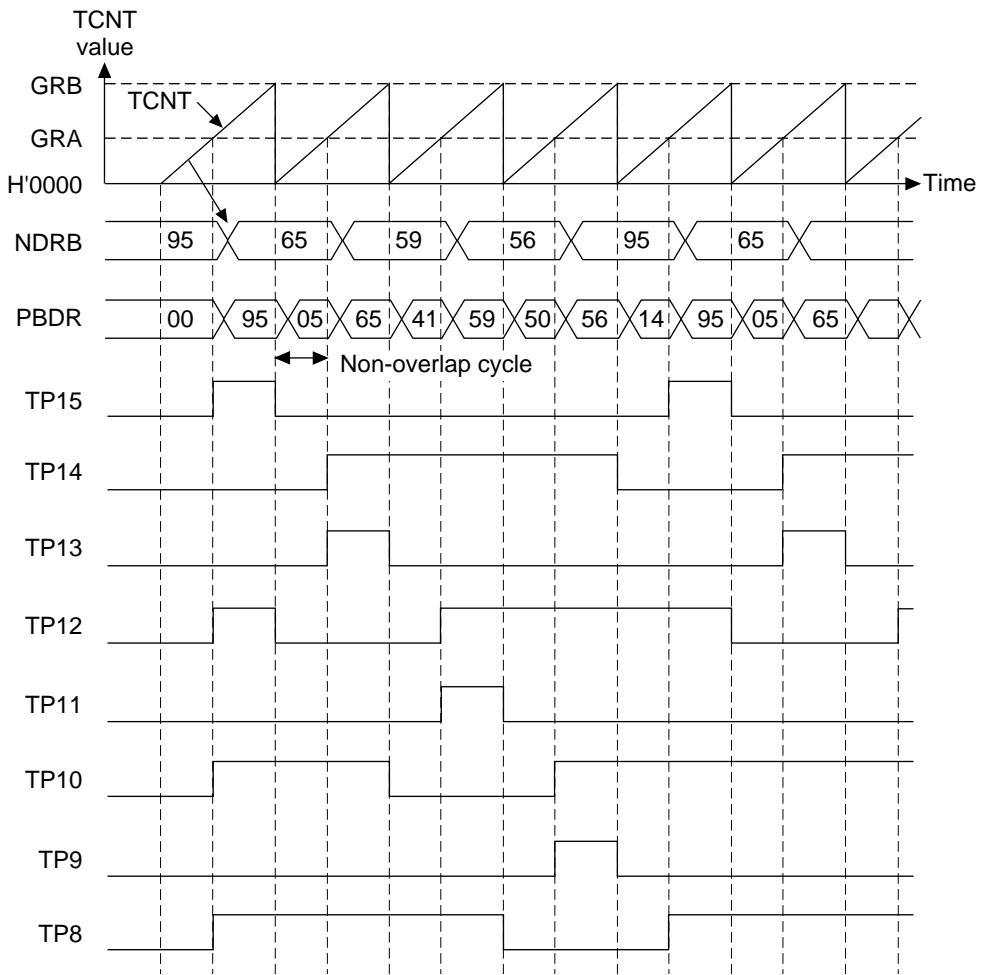 TCNT
value
GRB
TCNT
GRA
H'0000
Time
NDRB 95 65 59 56 95 65
PBDR 00 95 05 65 41 59 50 56 14 95 05 65
Non-overlap cycle
TP15
TP14
TP13
TP12
TP11
TP10
TP9
TP8